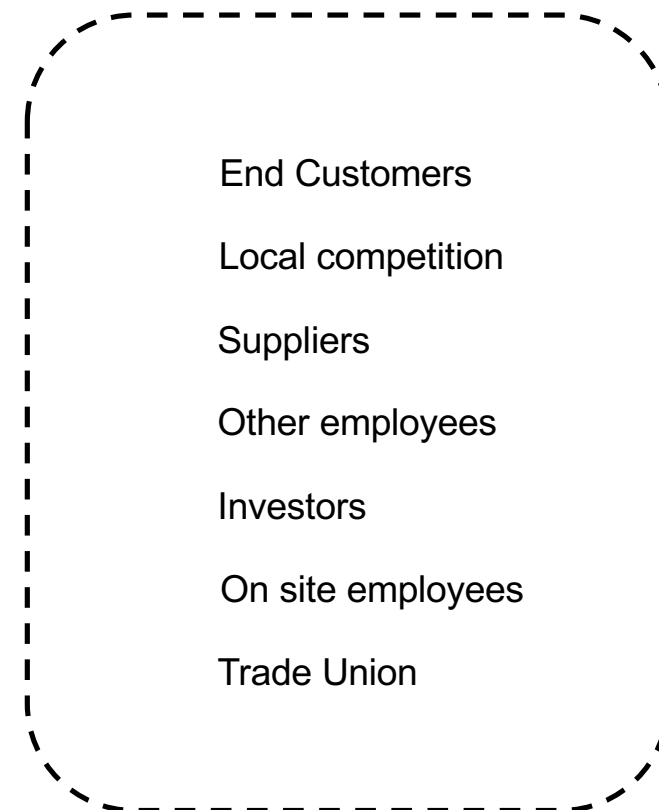 End Customers
Local competition
Suppliers
Other employees
Investors
On site employees
Trade Union